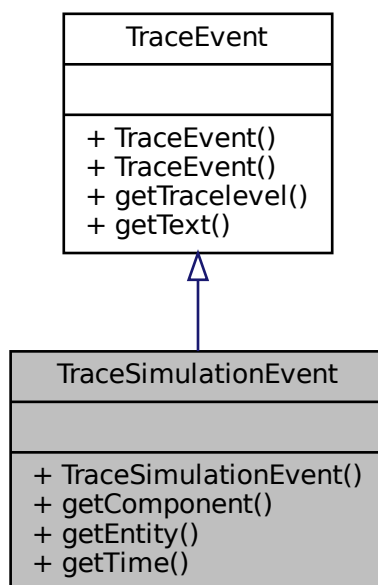 TraceEvent
+ TraceEvent()
+ TraceEvent()
+ getTracelevel()
+ getText()
TraceSimulationEvent
+ TraceSimulationEvent()
+ getComponent()
+ getEntity()
+ getTime()